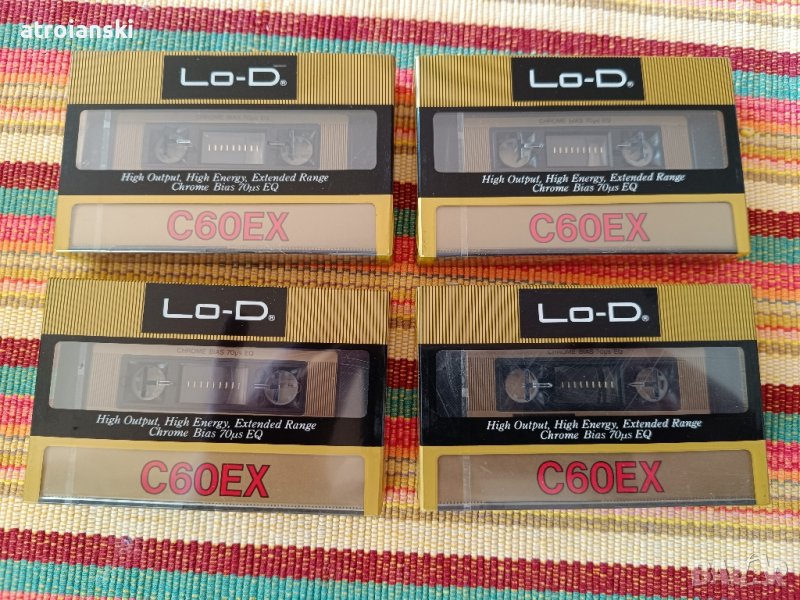 atroianski
Lo-D®
CHROME BIAS 70μs EQ
High Output, High Energy, Extended Range
Chrome Bias 70μs EQ
C60EX
Lo-D®
CHROME BIAS 70μs EQ
High Output, High Energy, Extended Range
Chrome Bias 70μs EQ
C60EX
Lo-D®
CHROME BIAS 70μs EQ
High Output, High Energy, Extended Range
Chrome Bias 70μs EQ
C60EX
Lo-D®
CHROME BIAS 70μs EQ
High Output, High Energy, Extended Range
Chrome Bias 70μs EQ
C60EX
BAZAR